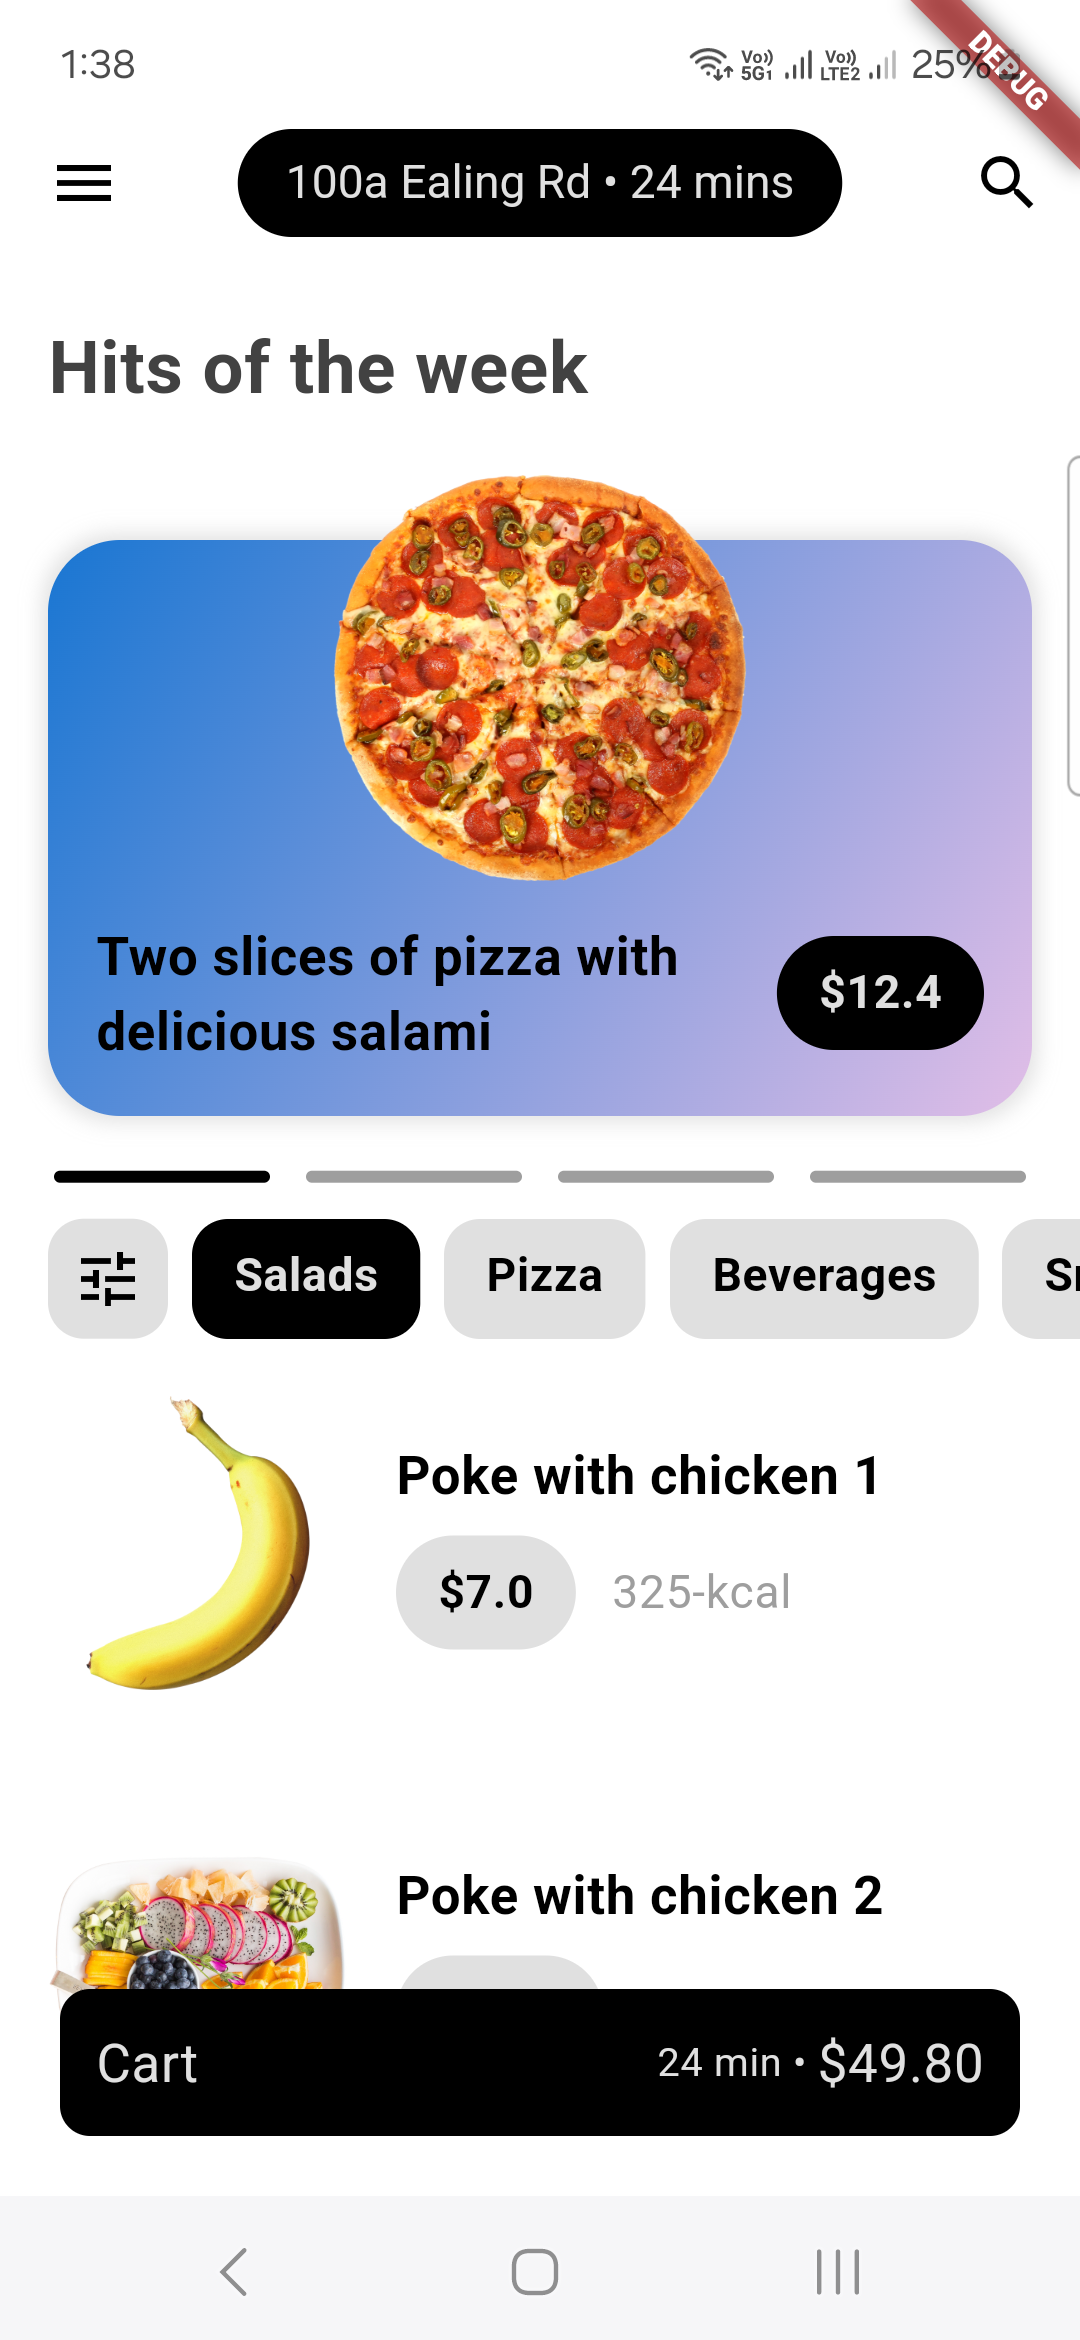 1:38
Vo)) 5G1 Vo)) LTE2 25%
DEBUG
100a Ealing Rd • 24 mins
Hits of the week
Two slices of pizza with
delicious salami
$12.4
Salads Pizza Beverages
Poke with chicken 1
$7.0 325-kcal
Poke with chicken 2
Cart 24 min • $49.80